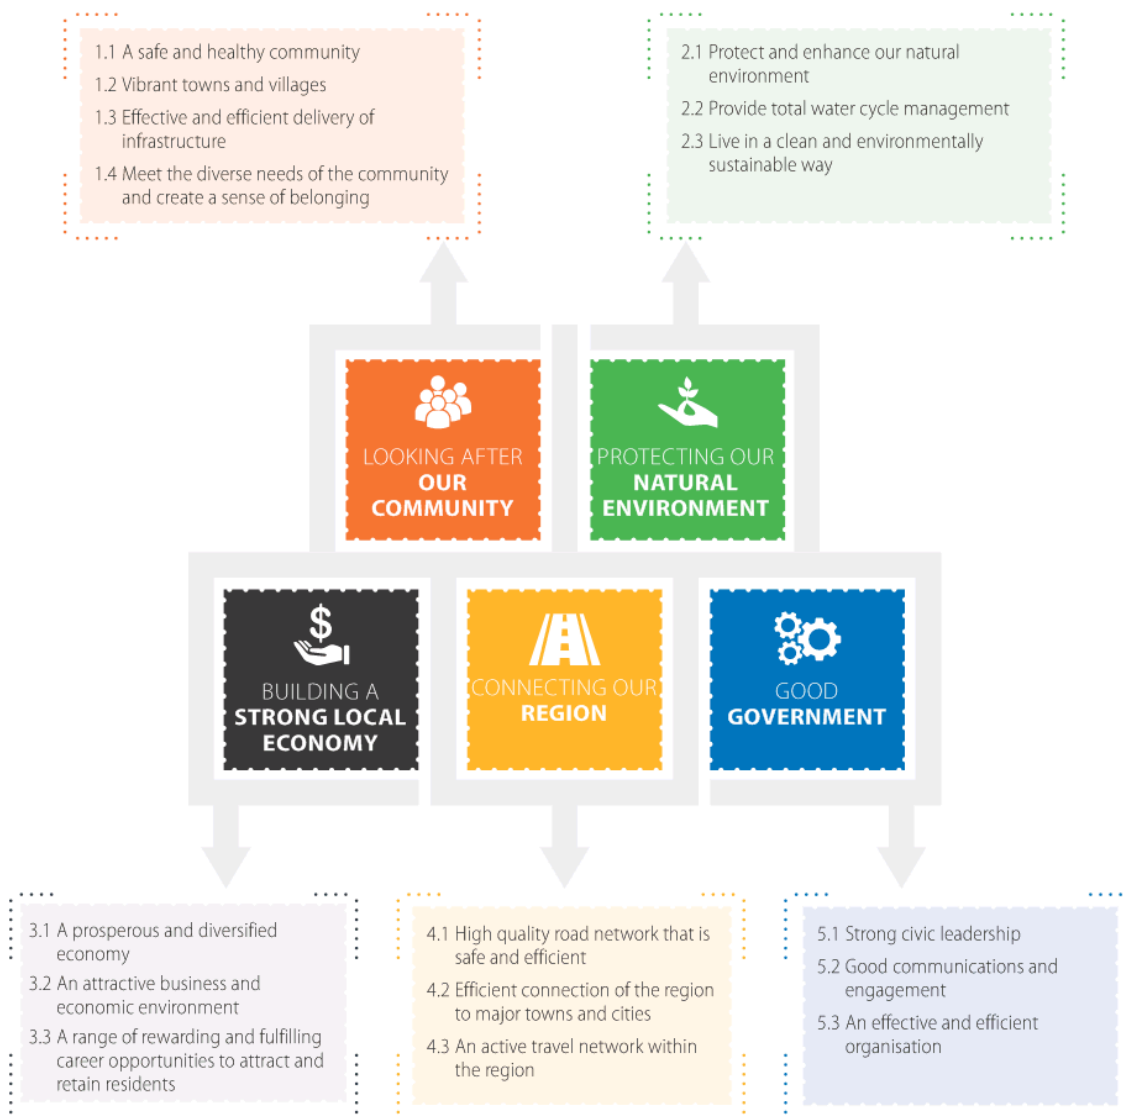 1.1 A safe and healthy community
1.2 Vibrant towns and villages
1.3 Effective and efficient delivery of
infrastructure
1.4 Meet the diverse needs of the community
and create a sense of belonging
2.1 Protect and enhance our natural
environment
2.2 Provide total water cycle management
2.3 Live in a clean and environmentally
sustainable way
LOOKING AFTER
OUR
COMMUNITY
PROTECTING OUR
NATURAL
ENVIRONMENT
$
BUILDING A
STRONG LOCAL
ECONOMY
CONNECTING OUR
REGION
GOOD
GOVERNMENT
3.1 A prosperous and diversified
economy
3.2 An attractive business and
economic environment
3.3 A range of rewarding and fulfilling
career opportunities to attract and
retain residents
4.1 High quality road network that is
safe and efficient
4.2 Efficient connection of the region
to major towns and cities
4.3 An active travel network within
the region
5.1 Strong civic leadership
5.2 Good communications and
engagement
5.3 An effective and efficient
organisation